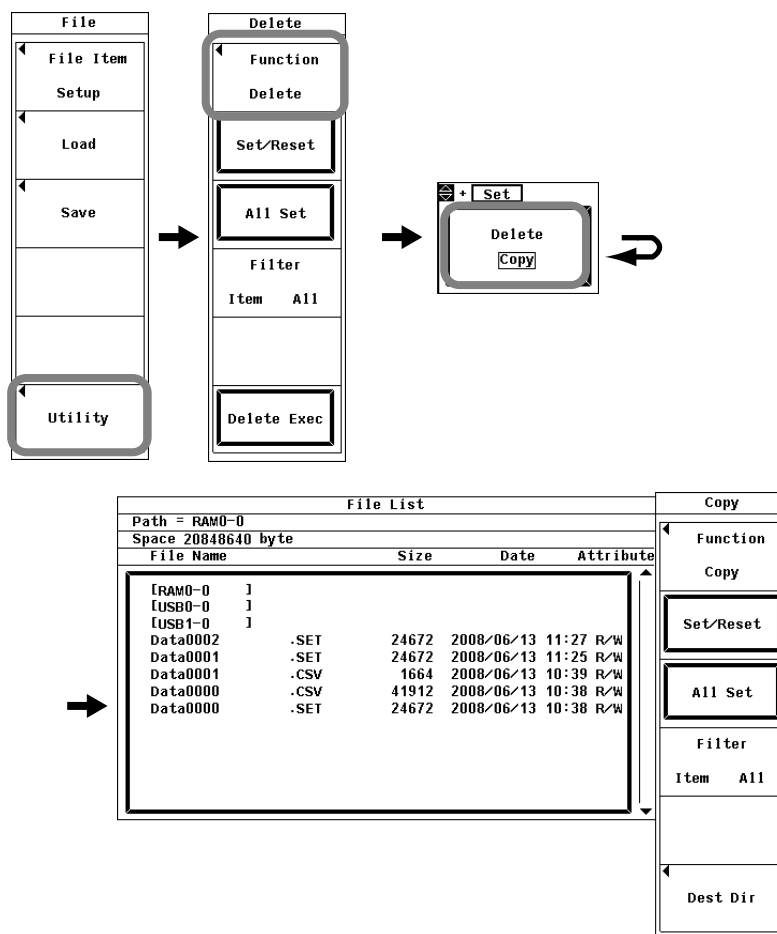 File
File Item
Setup
Load
Save
Utility
Delete
Function
Delete
Set/Reset
All Set
Filter
Item All
Delete Exec
+ Set
Delete
Copy
File List
Path = RAM0-0
Space 20848640 byte
File Name Size Date Attribute
[RAM0-0 ]
[USB0-0 ]
[USB1-0 ]
Data0002 .SET 24672 2008/06/13 11:27 R/W
Data0001 .SET 24672 2008/06/13 11:25 R/W
Data0001 .CSV 1664 2008/06/13 10:39 R/W
Data0000 .CSV 41912 2008/06/13 10:38 R/W
Data0000 .SET 24672 2008/06/13 10:38 R/W
Copy
Function
Copy
Set/Reset
All Set
Filter
Item All
Dest Dir